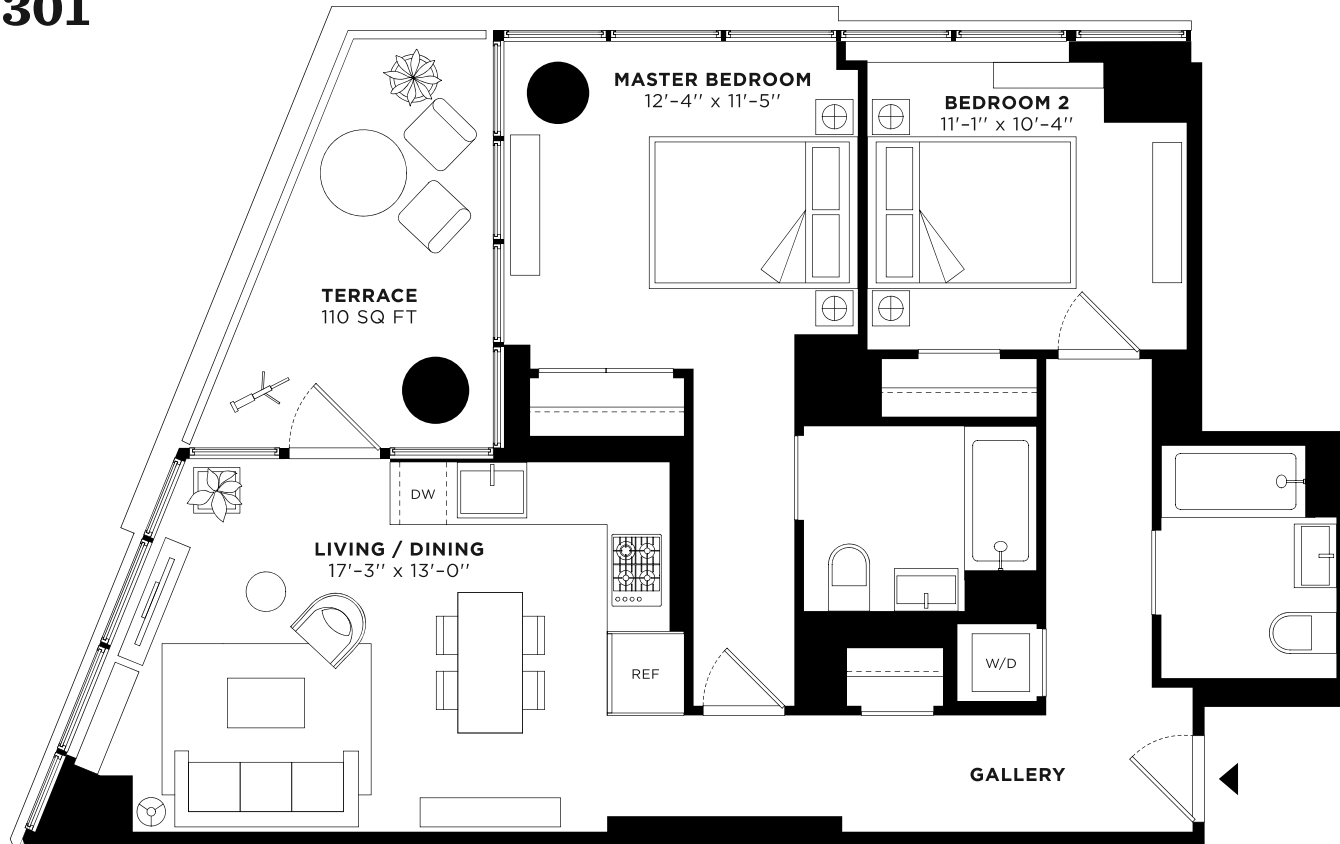 301
MASTER BEDROOM
12'-4'' x 11'-5''
BEDROOM 2
11'-1'' x 10'-4''
TERRACE
110 SQ FT
DW
LIVING / DINING
17'-3'' x 13'-0''
REF
W/D
GALLERY